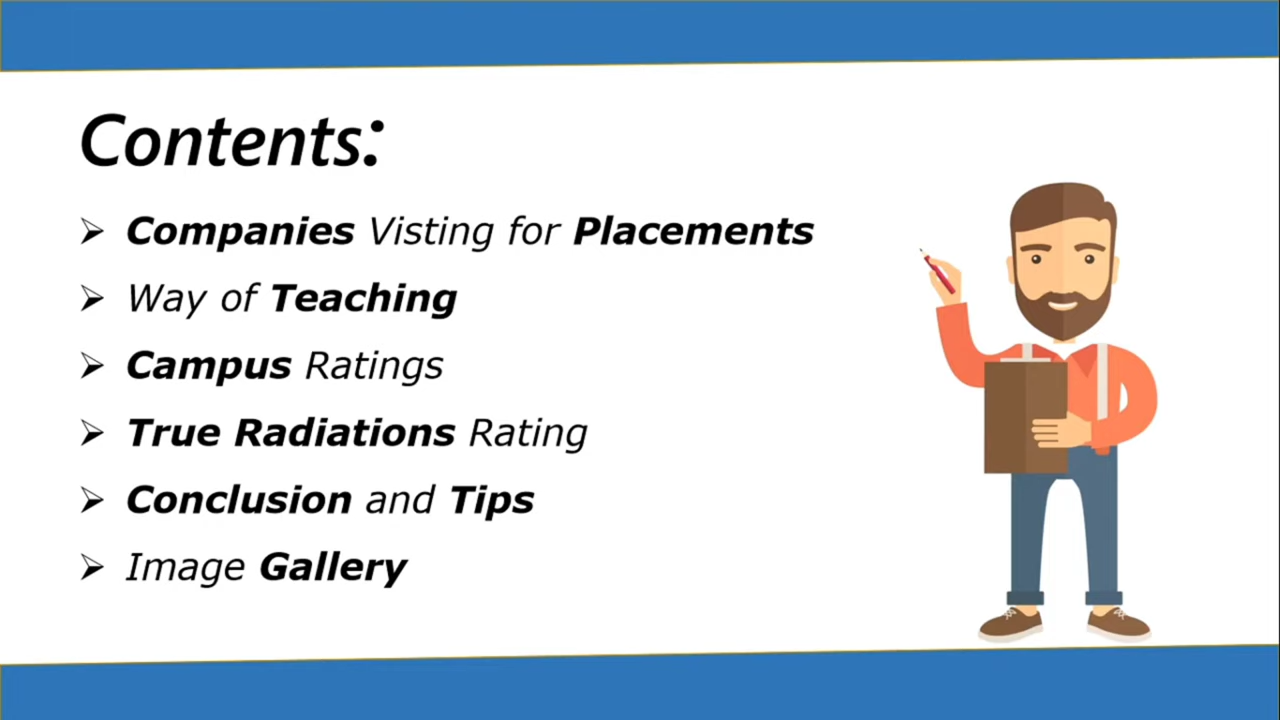 Contents:
Companies Visting for Placements
Way of Teaching
Campus Ratings
True Radiations Rating
Conclusion and Tips
Image Gallery